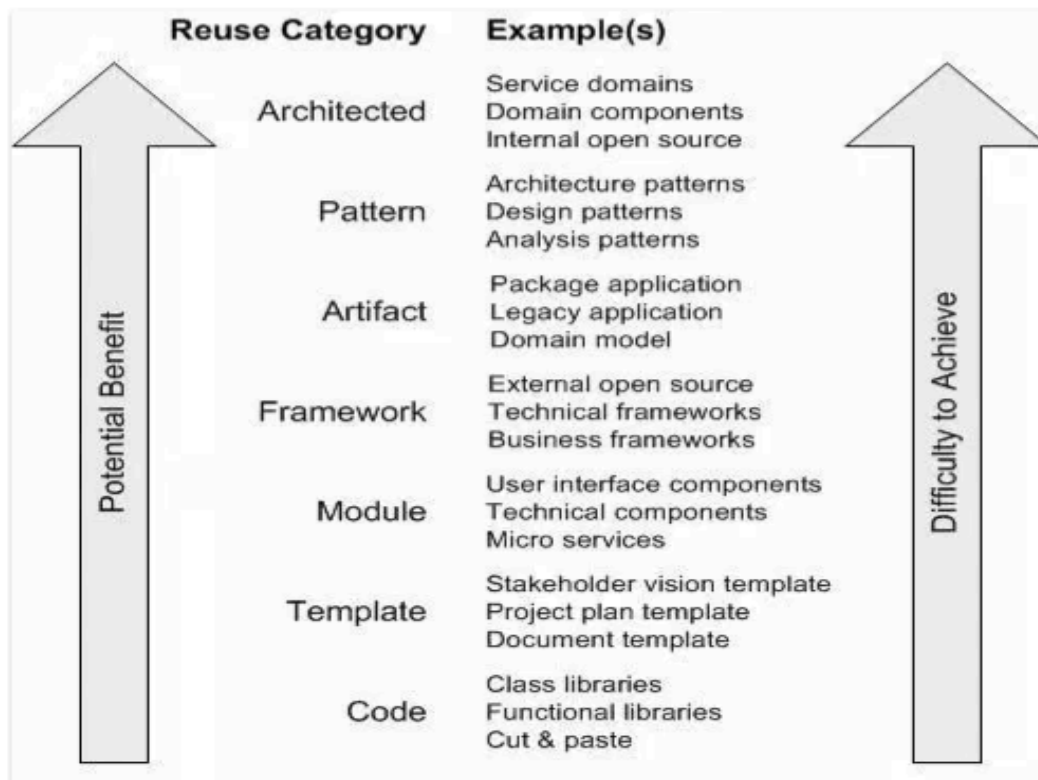 Reuse Category Example(s)
Architected
Service domains
Domain components
Internal open source
Pattern
Architecture patterns
Design patterns
Analysis patterns
Artifact
Package application
Legacy application
Domain model
Framework
External open source
Technical frameworks
Business frameworks
Module
User interface components
Technical components
Micro services
Template
Stakeholder vision template
Project plan template
Document template
Code
Class libraries
Functional libraries
Cut & paste
Potential Benefit
Difficulty to Achieve